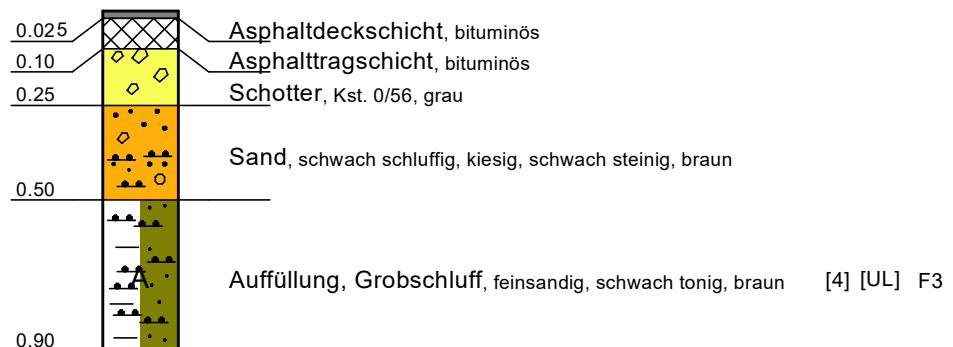 0.025 Asphaltdeckschicht, bituminös
0.10 Asphalttragschicht, bituminös
0.25 Schotter, Kst. 0/56, grau
Sand, schwach schluffig, kiesig, schwach steinig, braun
0.50
A Auffüllung, Grobschluff, feinsandig, schwach tonig, braun [4] [UL] F3
0.90